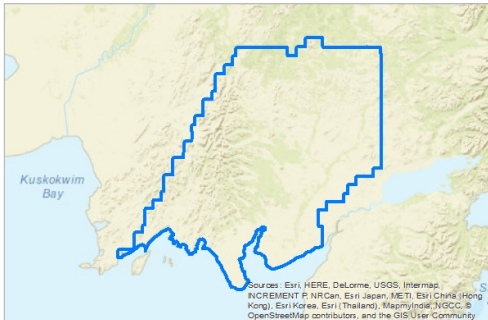 Kuskokwim
Bay
Sources: Esri, HERE, DeLorme, USGS, Intermap,
INCREMENT P, NRCan, Esri Japan, METI, Esri China (Hong
Kong), Esri Korea, Esri (Thailand), MapmyIndia, NGCC, ©
OpenStreetMap contributors, and the GIS User Community